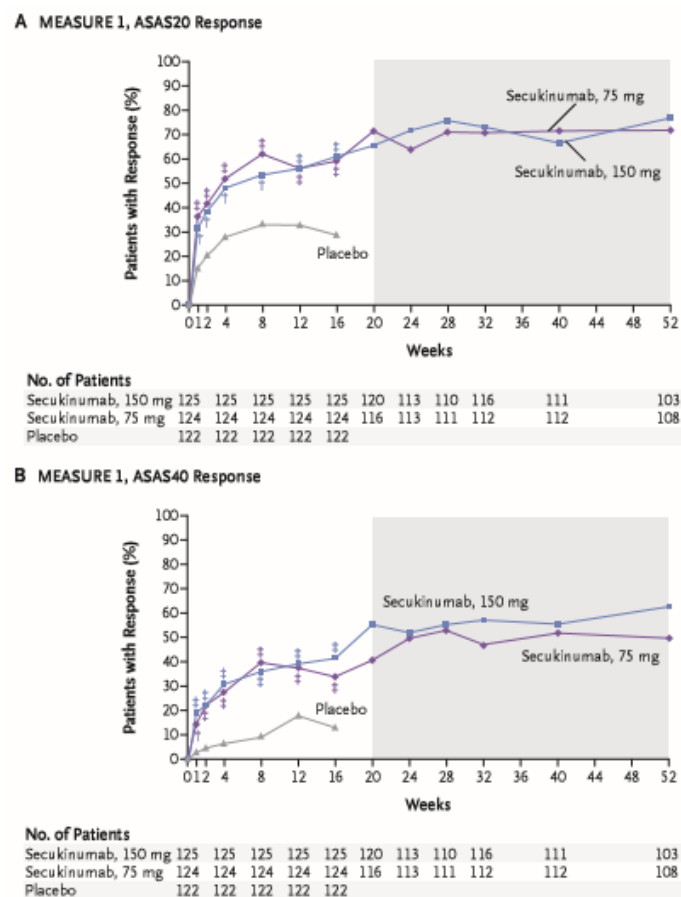 A MEASURE 1, ASAS20 Response
Patients with Response (%)
100
90
80
70
60
50
40
30
20
10
0
Secukinumab, 75 mg
Secukinumab, 150 mg
Placebo
0 1 2 4 8 12 16 20 24 28 32 36 40 44 48 52
Weeks
No. of Patients
Secukinumab, 150 mg 125 125 125 125 125 120 113 110 116 111 103
Secukinumab, 75 mg 124 124 124 124 124 116 113 111 112 112 108
Placebo 122 122 122 122 122
B MEASURE 1, ASAS40 Response
Patients with Response (%)
100
90
80
70
60
50
40
30
20
10
0
Secukinumab, 150 mg
Secukinumab, 75 mg
Placebo
0 1 2 4 8 12 16 20 24 28 32 36 40 44 48 52
Weeks
No. of Patients
Secukinumab, 150 mg 125 125 125 125 125 120 113 110 116 111 103
Secukinumab, 75 mg 124 124 124 124 124 116 113 111 112 112 108
Placebo 122 122 122 122 122